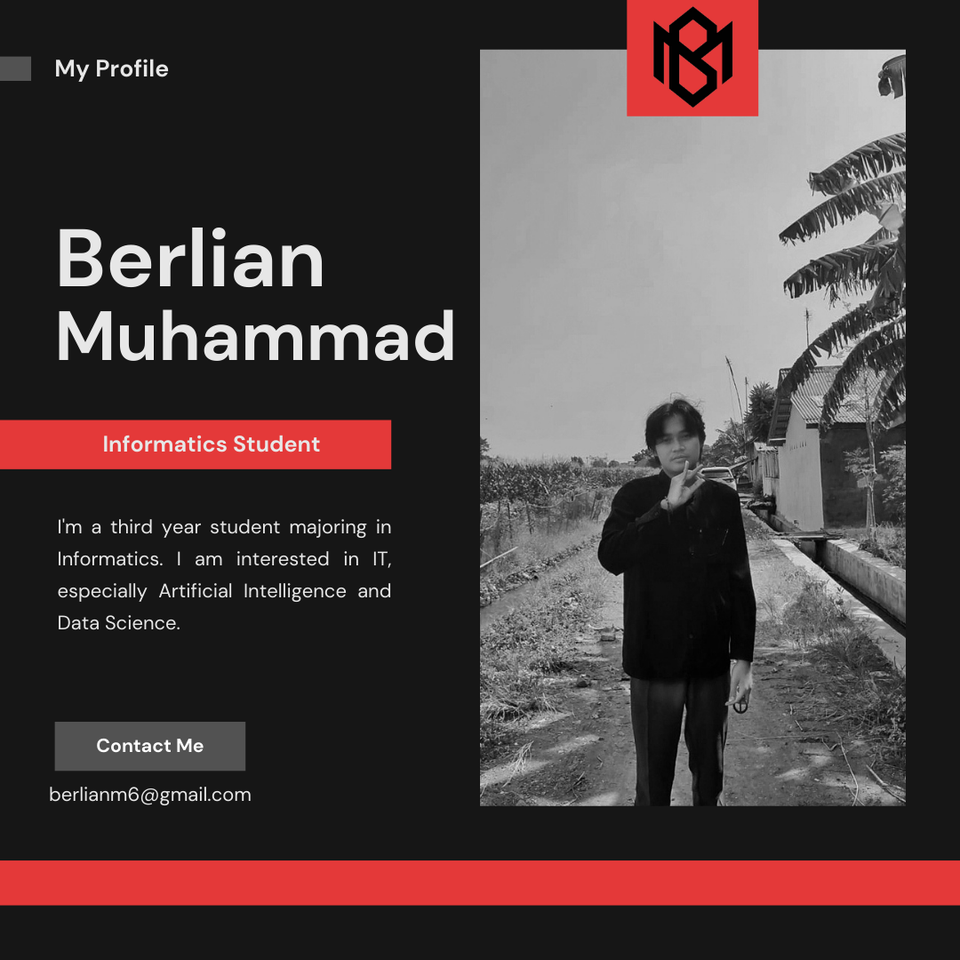 My Profile
Berlian
Muhammad
Informatics Student
I'm a third year student majoring in
Informatics. I am interested in IT,
especially Artificial Intelligence and
Data Science.
Contact Me
berlianm6@gmail.com